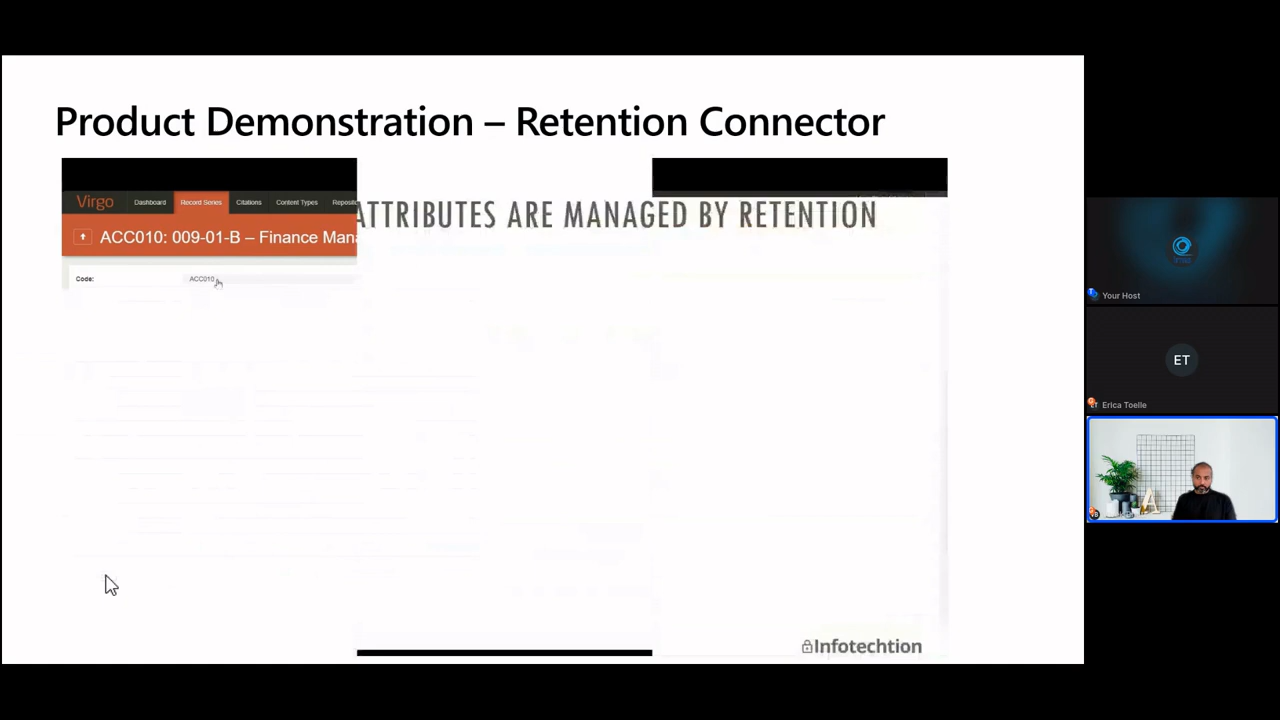 Product Demonstration – Retention Connector
Virgo Dashboard Record Series Citations Content Types
ATTRIBUTES ARE MANAGED BY RETENTION
ACC010: 009-01-B – Finance
Code: ACC010
Your Host
ET
Erica Toelle
Infotechtion